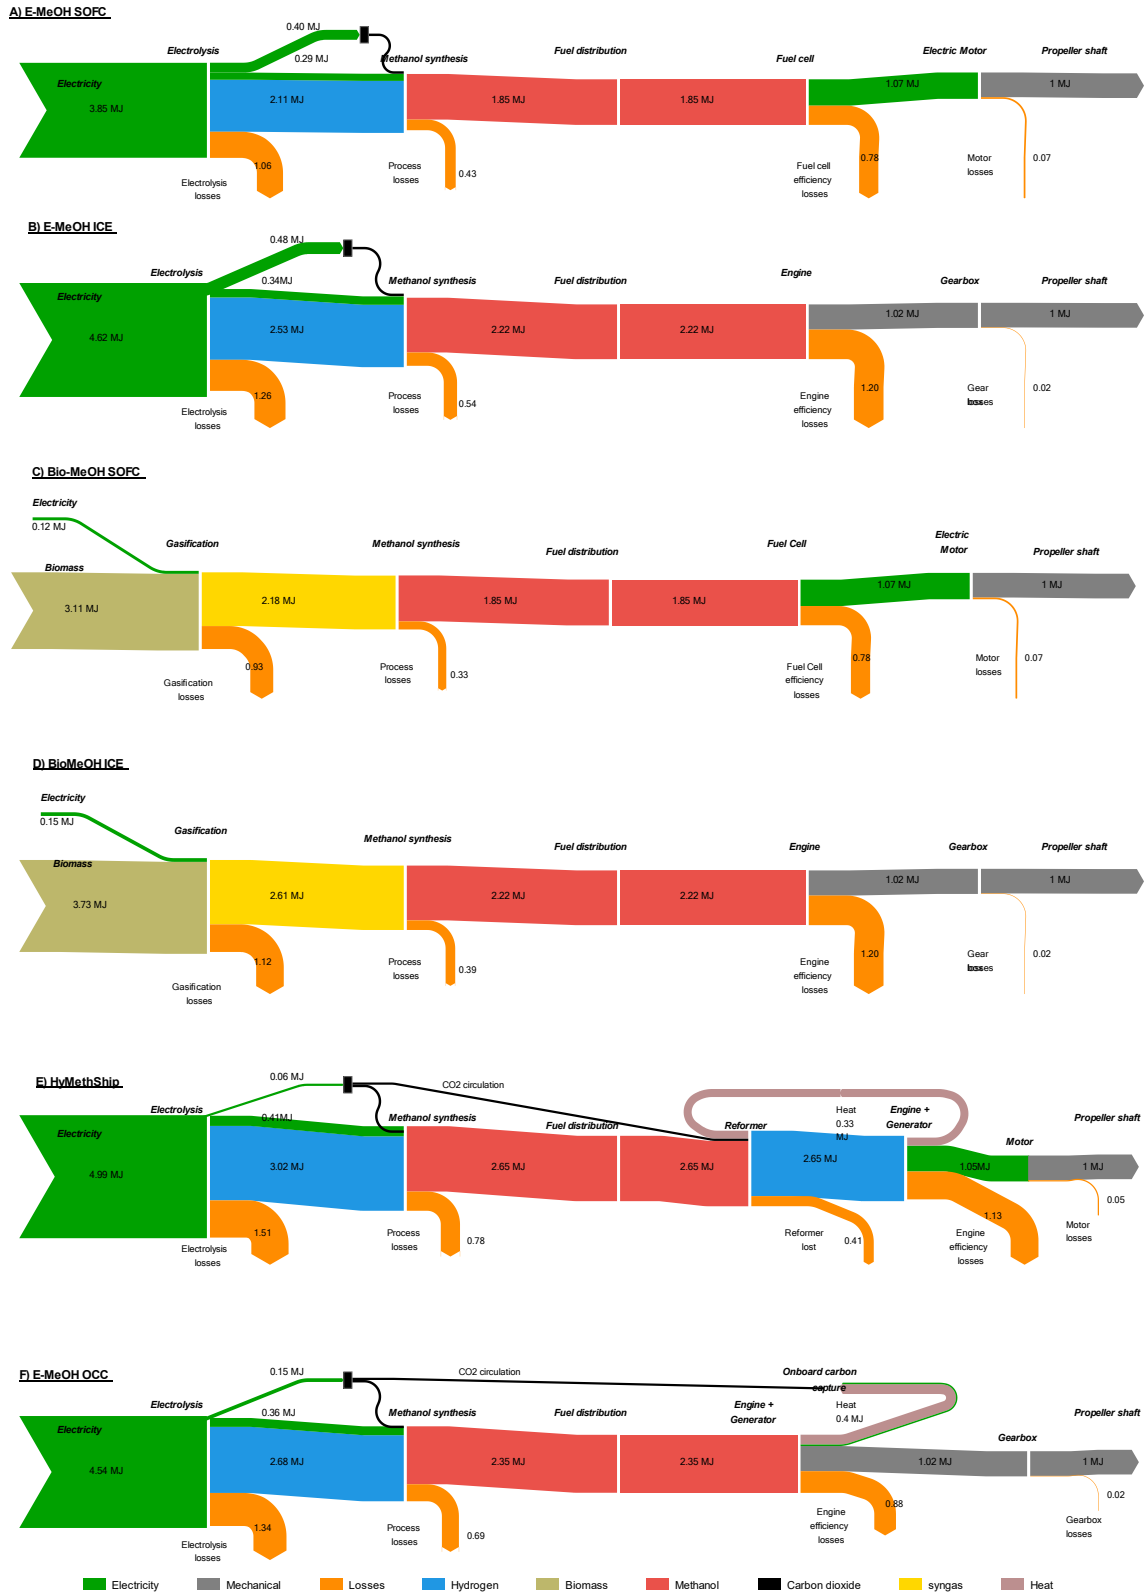 A) E-MeOH SOFC
0.40 MJ
Electrolysis
0.29 MJ
Methanol synthesis
Fuel distribution
Fuel cell
Electric Motor
Propeller shaft
Electricity
3.85 MJ
2.11 MJ
1.85 MJ
1.85 MJ
1.07 MJ
1 MJ
1.06
Electrolysis
losses
Process
losses
0.43
Fuel cell
efficiency
losses
0.78
Motor
losses
0.07
B) E-MeOH ICE
0.48 MJ
Electrolysis
0.34MJ
Methanol synthesis
Fuel distribution
Engine
Gearbox
Propeller shaft
Electricity
4.62 MJ
2.53 MJ
2.22 MJ
2.22 MJ
1.02 MJ
1 MJ
1.26
Electrolysis
losses
Process
losses
0.54
Engine
efficiency
losses
1.20
Gear
box
losses
0.02
C) Bio-MeOH SOFC
Electricity
0.12 MJ
Gasification
Methanol synthesis
Fuel distribution
Fuel Cell
Electric
Motor
Propeller shaft
Biomass
3.11 MJ
2.18 MJ
1.85 MJ
1.85 MJ
1.07 MJ
1 MJ
0.93
Gasification
losses
Process
losses
0.33
Fuel Cell
efficiency
losses
0.78
Motor
losses
0.07
D) BioMeOH ICE
Electricity
0.15 MJ
Gasification
Methanol synthesis
Fuel distribution
Engine
Gearbox
Propeller shaft
Biomass
3.73 MJ
2.61 MJ
2.22 MJ
2.22 MJ
1.02 MJ
1 MJ
1.12
Gasification
losses
Process
losses
0.39
Engine
efficiency
losses
1.20
Gear
box
losses
0.02
E) HyMethShip
0.06 MJ
CO2 circulation
Electrolysis
0.41MJ
Methanol synthesis
Fuel distribution
Reformer
Heat
0.33
MJ
Engine +
Generator
Motor
Propeller shaft
Electricity
4.99 MJ
3.02 MJ
2.65 MJ
2.65 MJ
2.65 MJ
1.05MJ
1 MJ
1.51
Electrolysis
losses
Process
losses
0.78
Reformer
lost
0.41
Engine
efficiency
losses
1.13
Motor
losses
0.05
F) E-MeOH OCC
0.15 MJ
CO2 circulation
Onboard carbon
capture
Electrolysis
0.36 MJ
Methanol synthesis
Fuel distribution
Engine +
Generator
Heat
0.4 MJ
Gearbox
Propeller shaft
Electricity
4.54 MJ
2.68 MJ
2.35 MJ
2.35 MJ
1.02 MJ
1 MJ
1.34
Electrolysis
losses
Process
losses
0.69
Engine
efficiency
losses
0.88
Gearbox
losses
0.02
Electricity
Mechanical
Losses
Hydrogen
Biomass
Methanol
Carbon dioxide
syngas
Heat